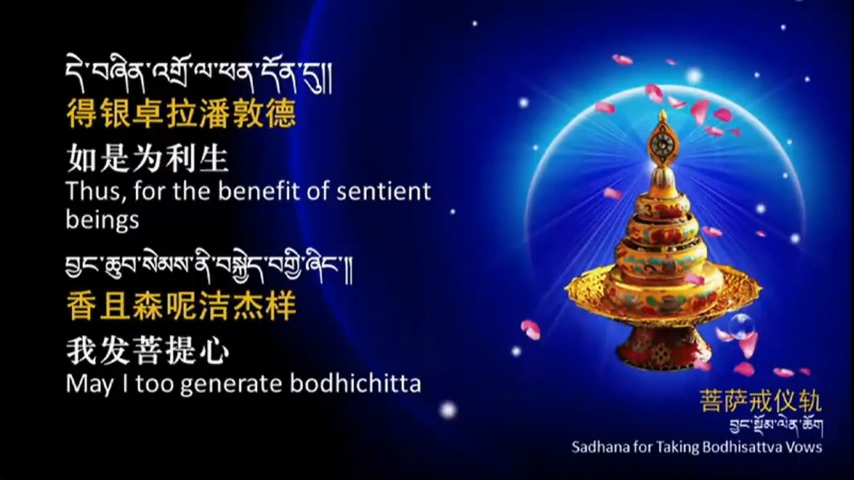 དེ་བཞིན་འགྲོ་ལ་ཕན་དོན་དུ།།
得银卓拉潘敦德
如是为利生
Thus, for the benefit of sentient
beings
བྱང་ཆུབ་སེམས་ནི་བསྐྱེད་བགྱི་ཞིང་༎
香且森呢洁杰样
我发菩提心
May I too generate bodhichitta
菩萨戒仪轨
བྱང་སྡོམ་ལེན་ཆོག
Sadhana for Taking Bodhisattva Vows